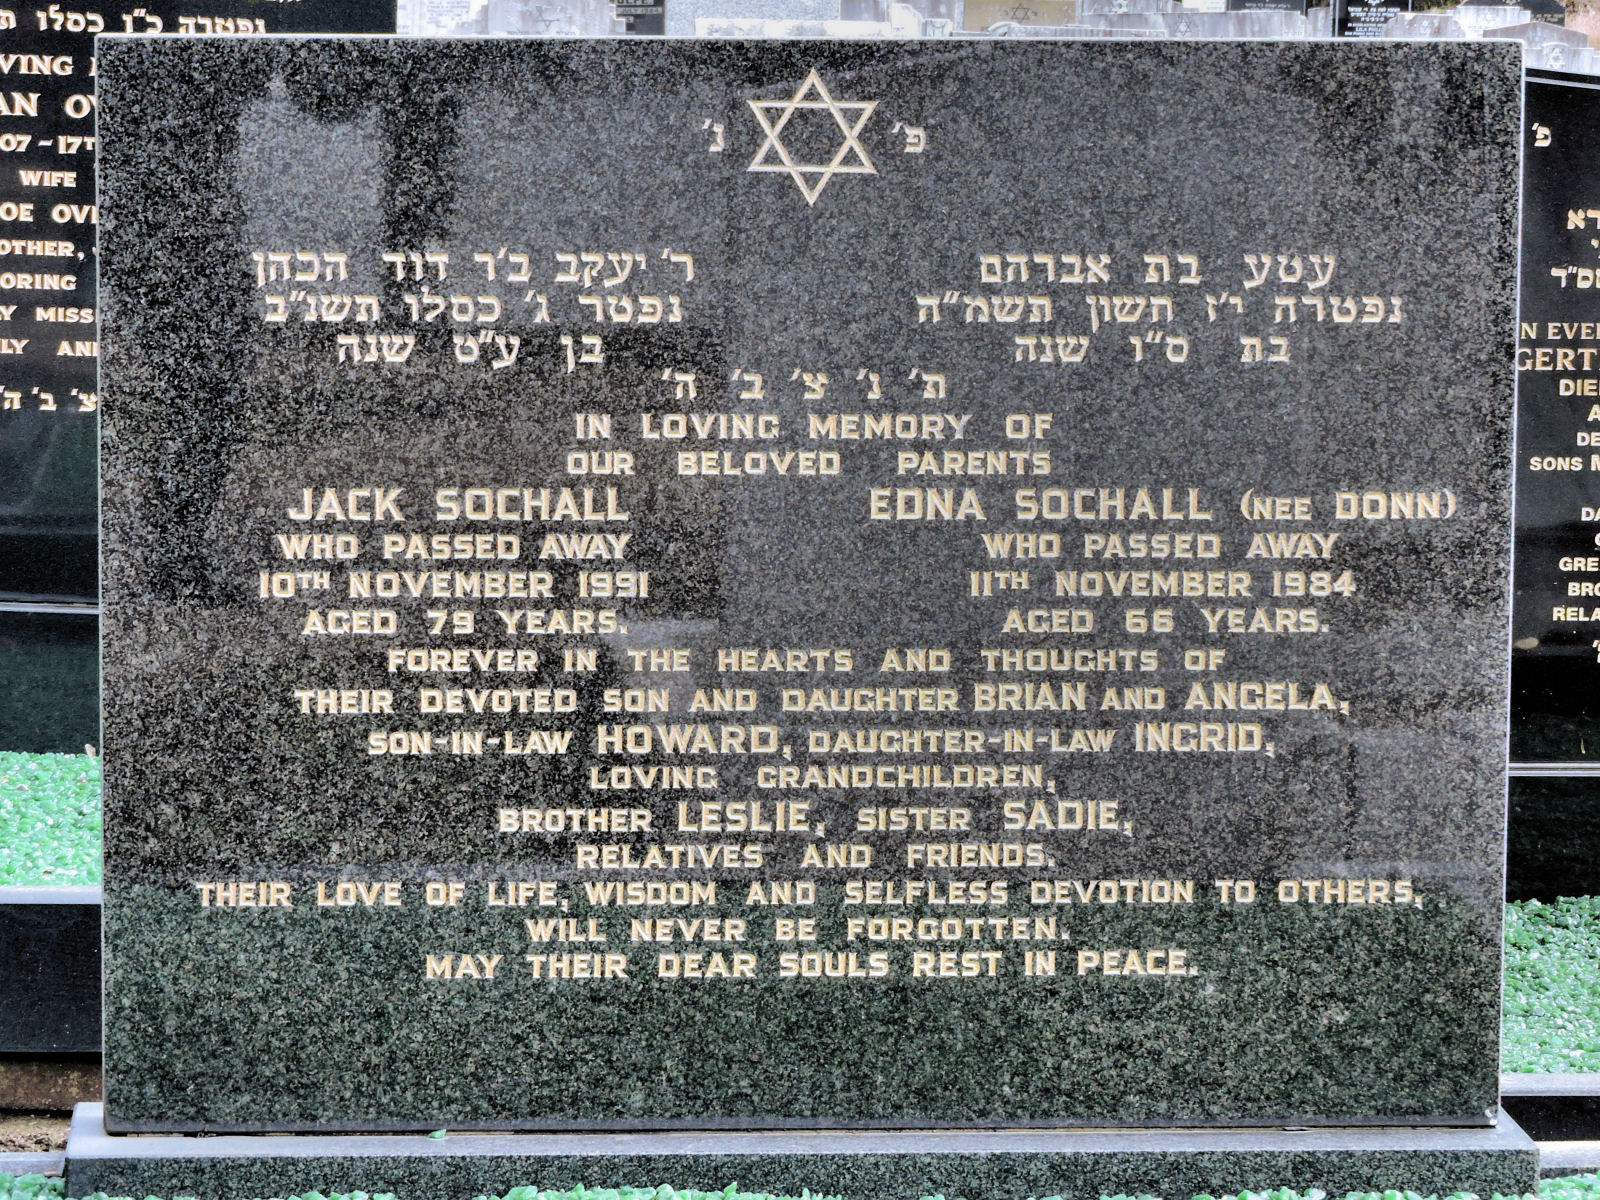 פ' נ'
עטע בת אברהם
נפטרה י"ז חשון תשמ"ה
בת ס"ו שנה
ר' יעקב ב'ר דוד הכהן
נפטר ג' כסלו תשנ"ב
בן ע"ט שנה
ת' נ' צ' ב' ה'
IN LOVING MEMORY OF
OUR BELOVED PARENTS
JACK SOCHALL
WHO PASSED AWAY
10TH NOVEMBER 1991
AGED 79 YEARS.
EDNA SOCHALL (NEE DONN)
WHO PASSED AWAY
11TH NOVEMBER 1984
AGED 66 YEARS.
FOREVER IN THE HEARTS AND THOUGHTS OF
THEIR DEVOTED SON AND DAUGHTER BRIAN AND ANGELA,
SON-IN-LAW HOWARD, DAUGHTER-IN-LAW INGRID,
LOVING GRANDCHILDREN,
BROTHER LESLIE, SISTER SADIE,
RELATIVES AND FRIENDS.
THEIR LOVE OF LIFE, WISDOM AND SELFLESS DEVOTION TO OTHERS,
WILL NEVER BE FORGOTTEN.
MAY THEIR DEAR SOULS REST IN PEACE.
נפטרה כ"ן כסלו
WIFE